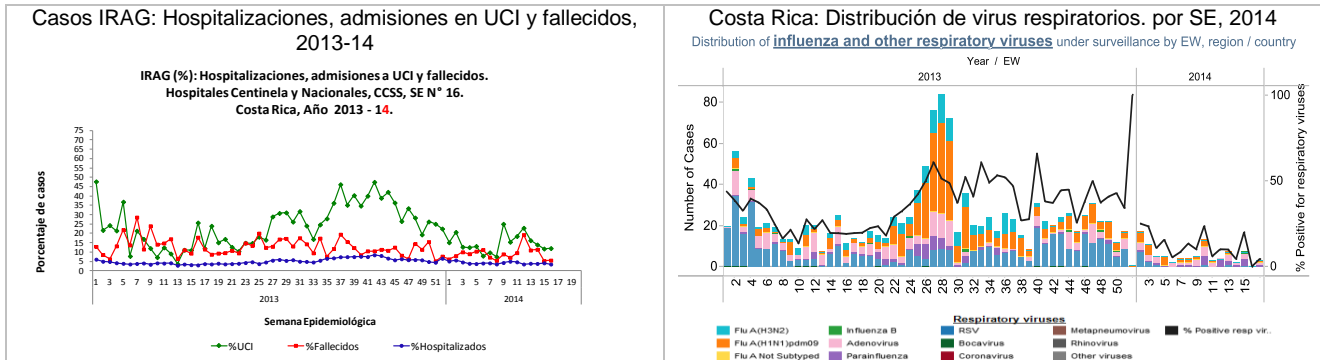 Casos IRAG: Hospitalizaciones, admisiones en UCI y fallecidos,
2013-14
IRAG (%): Hospitalizaciones, admisiones a UCI y fallecidos.
Hospitales Centinela y Nacionales, CCSS, SE N° 16.
Costa Rica, Año 2013 - 14.
Porcentaje de casos
75
70
65
60
55
50
45
40
35
30
25
20
15
10
5
0
1 3 5 7 9 11 13 15 17 19 21 23 25 27 29 31 33 35 37 39 41 43 45 47 49 51 1 3 5 7 9 11 13 15 17 19
2013 2014
Semana Epidemiológica
%UCI %Fallecidos %Hospitalizados
Costa Rica: Distribución de virus respiratorios. por SE, 2014
Distribution of influenza and other respiratory viruses under surveillance by EW, region / country
Year / EW
2013 2014
Number of Cases
80
60
40
20
0
100
50
0
% Positive for respiratory viruses
2 4 6 8 10 12 14 16 18 20 22 24 26 28 30 32 34 36 38 40 42 44 46 48 50 3 5 7 9 11 13 15
Respiratory viruses
Flu A(H3N2) Influenza B RSV Metapneumovirus % Positive resp vir..
Flu A(H1N1)pdm09 Adenovirus Bocavirus Rhinovirus
Flu A Not Subtyped Parainfluenza Coronavirus Other viruses